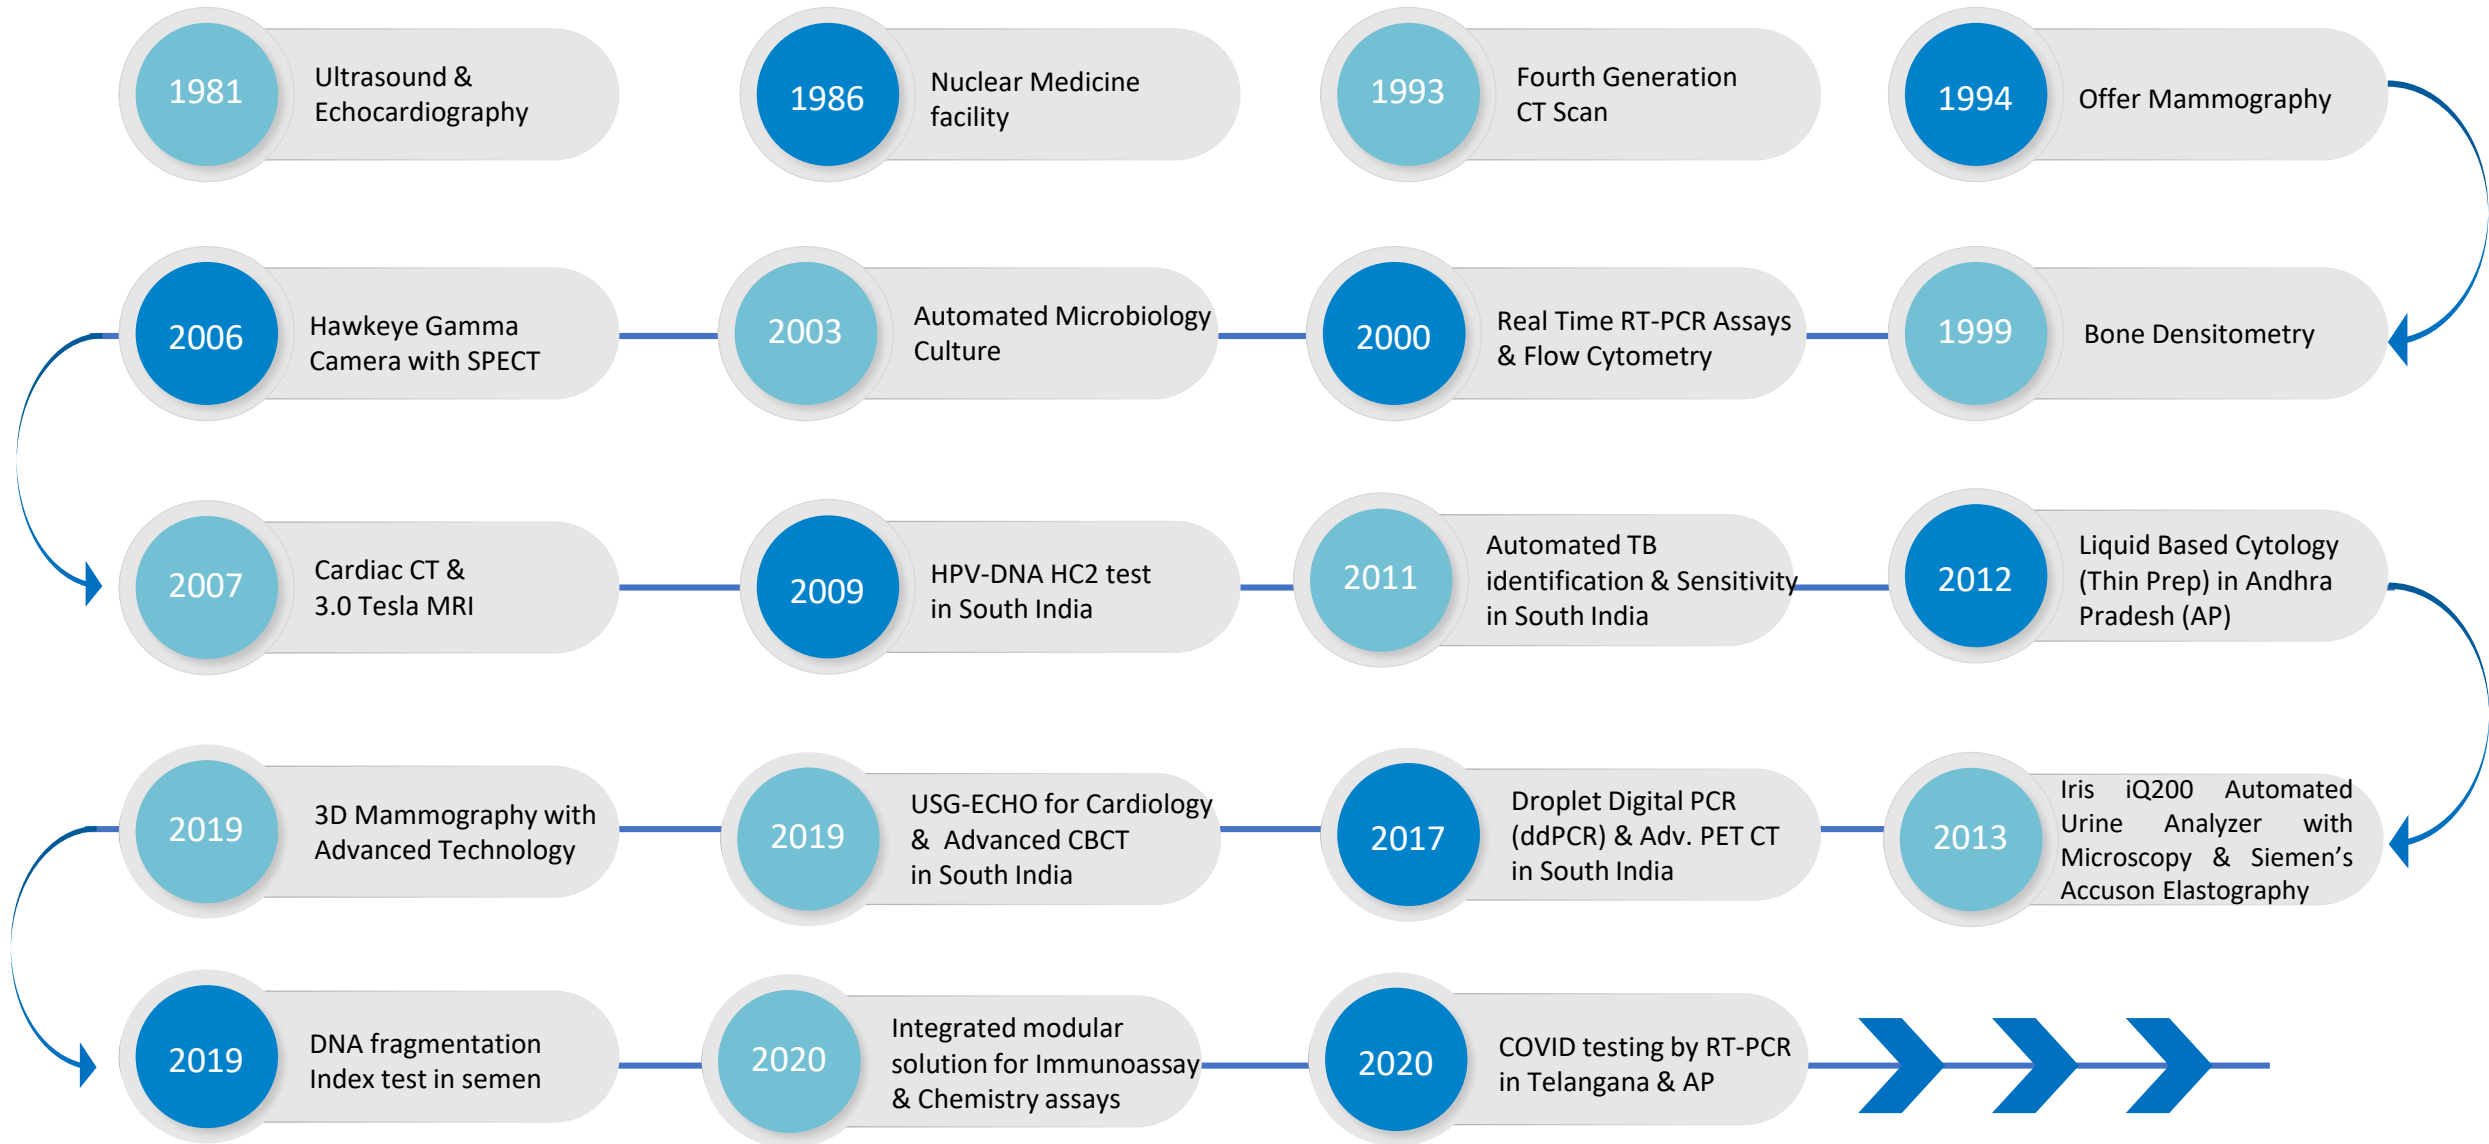 1981
Ultrasound &
Echocardiography
1986
Nuclear Medicine
facility
1993
Fourth Generation
CT Scan
1994
Offer Mammography
2006
Hawkeye Gamma
Camera with SPECT
2003
Automated Microbiology
Culture
2000
Real Time RT-PCR Assays
& Flow Cytometry
1999
Bone Densitometry
2007
Cardiac CT &
3.0 Tesla MRI
2009
HPV-DNA HC2 test
in South India
2011
Automated TB
identification & Sensitivity
in South India
2012
Liquid Based Cytology
(Thin Prep) in Andhra
Pradesh (AP)
2019
3D Mammography with
Advanced Technology
2019
USG-ECHO for Cardiology
& Advanced CBCT
in South India
2017
Droplet Digital PCR
(ddPCR) & Adv. PET CT
in South India
2013
Iris iQ200 Automated
Urine Analyzer with
Microscopy & Siemen’s
Accuson Elastography
2019
DNA fragmentation
Index test in semen
2020
Integrated modular
solution for Immunoassay
& Chemistry assays
2020
COVID testing by RT-PCR
in Telangana & AP